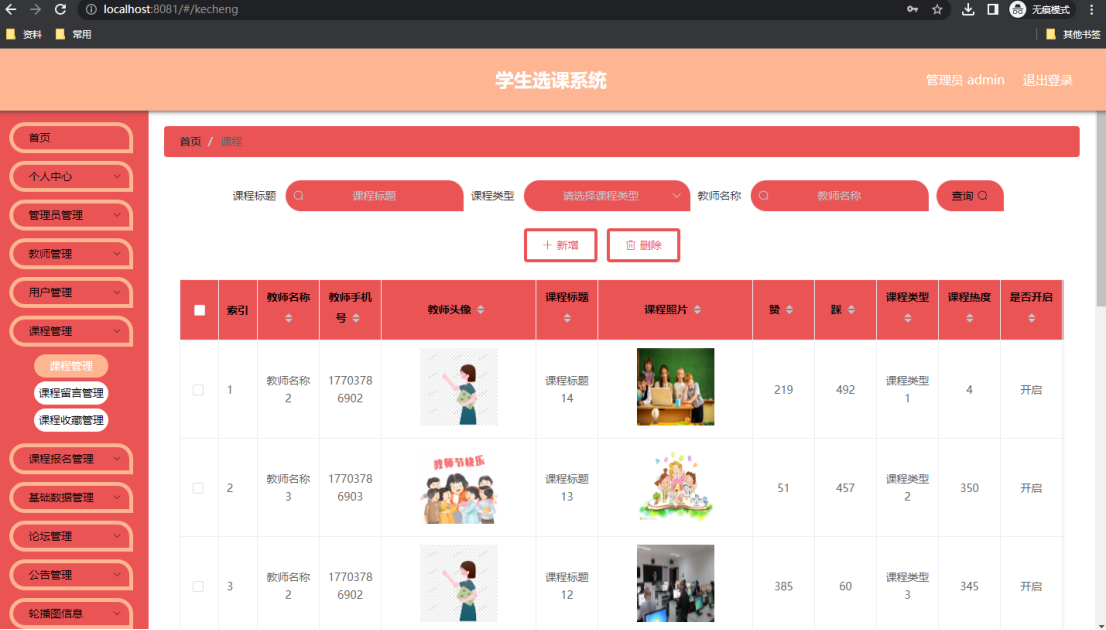 localhost:8081/#/kecheng
无痕模式
资料 常用 其他书签
学生选课系统
管理员 admin 退出登录
首页
个人中心
管理员管理
教师管理
用户管理
课程管理
课程管理
课程留言管理
课程收藏管理
课程报名管理
基础数据管理
论坛管理
公告管理
轮播图信息
首页 / 课程
课程标题 课程标题 课程类型 请选择课程类型 教师名称 教师名称 查询
新增 删除
索引 教师名称 教师手机号 教师头像 课程标题 课程照片 赞 踩 课程类型 课程热度 是否开启
1 教师名称2 17703786902 课程标题14 219 492 课程类型1 4 开启
教师节快乐
2 教师名称3 17703786903 课程标题13 51 457 课程类型2 350 开启
3 教师名称2 17703786902 课程标题12 385 60 课程类型3 345 开启